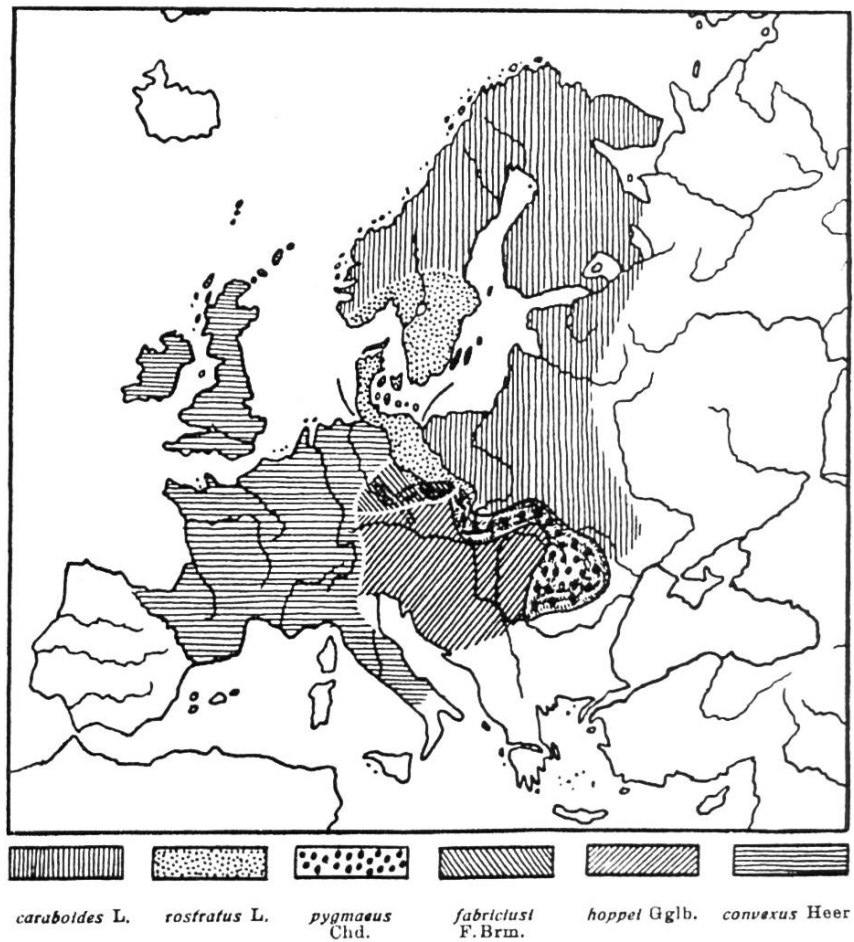 caraboides L.
rostratus L.
pygmaeus
Chd.
fabriciusi
F. Brm.
hoppei Gglb.
convexus Heer